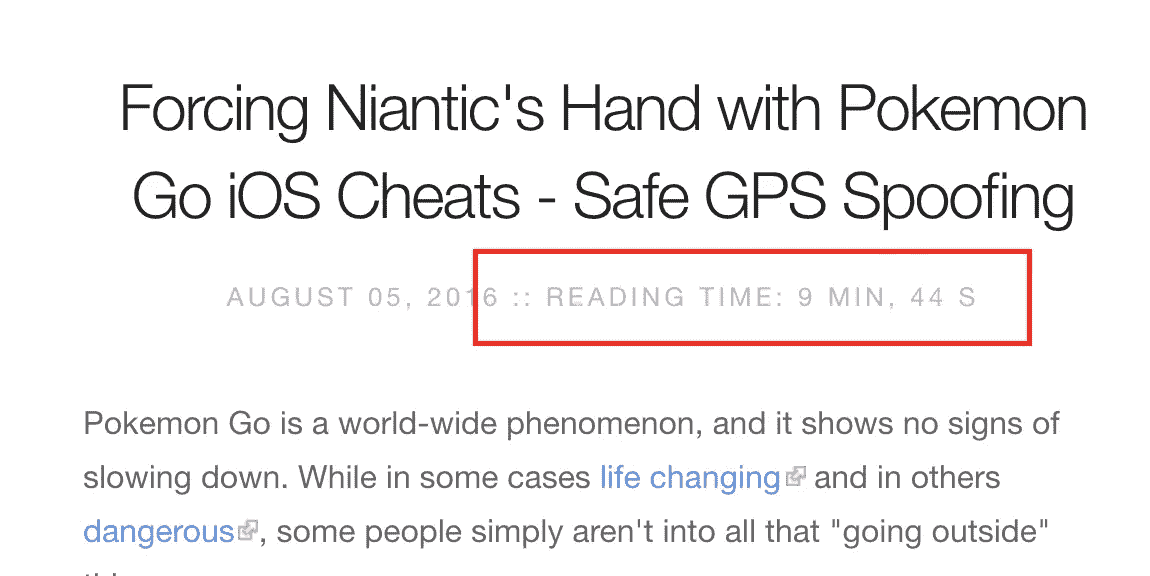 Forcing Niantic's Hand with Pokemon
Go iOS Cheats - Safe GPS Spoofing
AUGUST 05, 2016 :: READING TIME: 9 MIN, 44 S
Pokemon Go is a world-wide phenomenon, and it shows no signs of
slowing down. While in some cases life changing and in others
dangerous, some people simply aren't into all that "going outside"